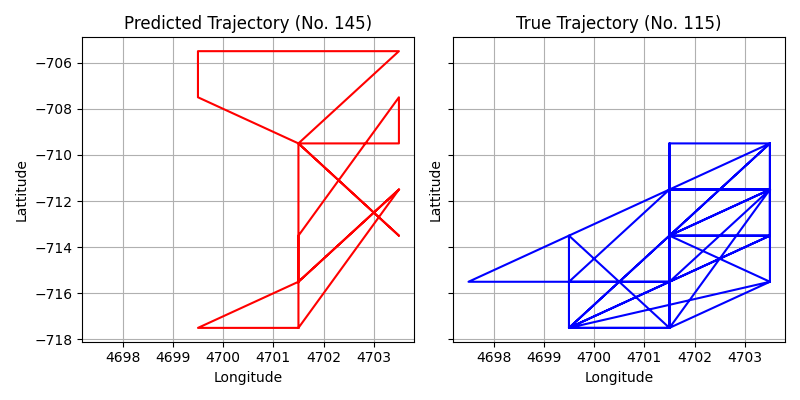 Predicted Trajectory (No. 145)
True Trajectory (No. 115)
−706
−708
−710
−712
−714
−716
−718
Lattitude
Lattitude
4698 4699 4700 4701 4702 4703
4698 4699 4700 4701 4702 4703
Longitude
Longitude